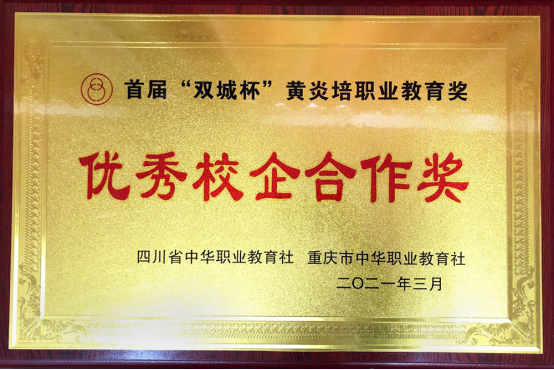 首届“双城杯”黄炎培职业教育奖
优秀校企合作奖
四川省中华职业教育社 重庆市中华职业教育社
二〇二一年三月